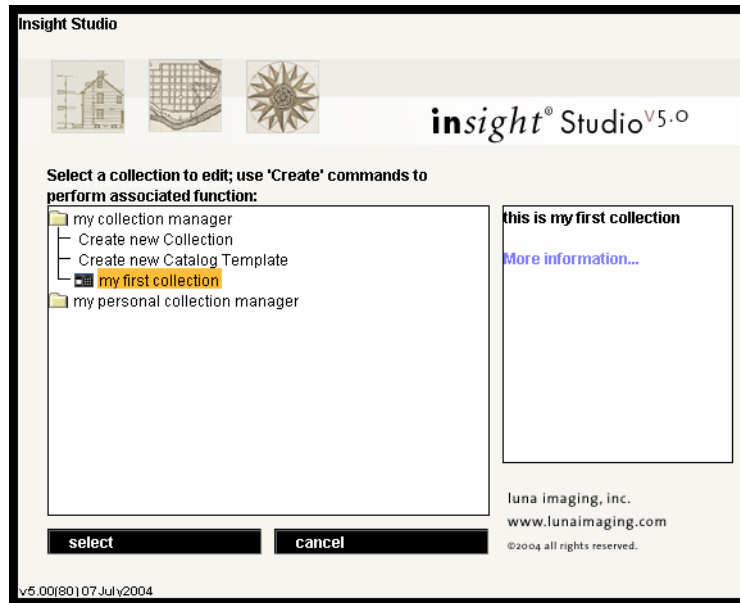 Insight Studio
insight® Studio v5.0
Select a collection to edit; use 'Create' commands to
perform associated function:
my collection manager
Create new Collection
Create new Catalog Template
my first collection
my personal collection manager
this is my first collection
More information...
luna imaging, inc.
www.lunaimaging.com
©2004 all rights reserved.
select
cancel
v5.00(80) 07 July2004